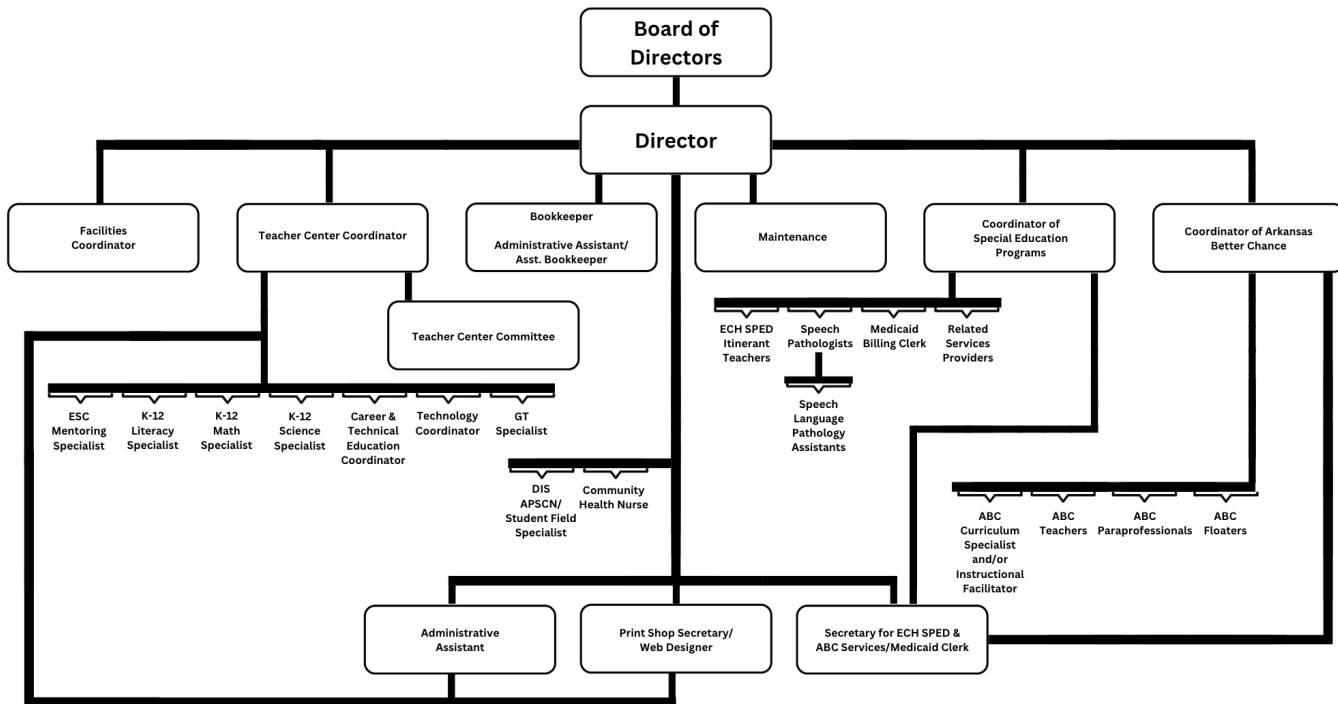 Board of
Directors
Director
Facilities
Coordinator
Teacher Center Coordinator
Bookkeeper
Administrative Assistant/
Asst. Bookkeeper
Maintenance
Coordinator of
Special Education
Programs
Coordinator of Arkansas
Better Chance
Teacher Center Committee
ECH SPED
Itinerant
Teachers
Speech
Pathologists
Medicaid
Billing Clerk
Related
Services
Providers
Speech
Language
Pathology
Assistants
ESC
Mentoring
Specialist
K-12
Literacy
Specialist
K-12
Math
Specialist
K-12
Science
Specialist
Career &
Technical
Education
Coordinator
Technology
Coordinator
GT
Specialist
DIS
APSCN/
Student Field
Specialist
Community
Health Nurse
ABC
Curriculum
Specialist
and/or
Instructional
Facilitator
ABC
Teachers
ABC
Paraprofessionals
ABC
Floaters
Administrative
Assistant
Print Shop Secretary/
Web Designer
Secretary for ECH SPED &
ABC Services/Medicaid Clerk